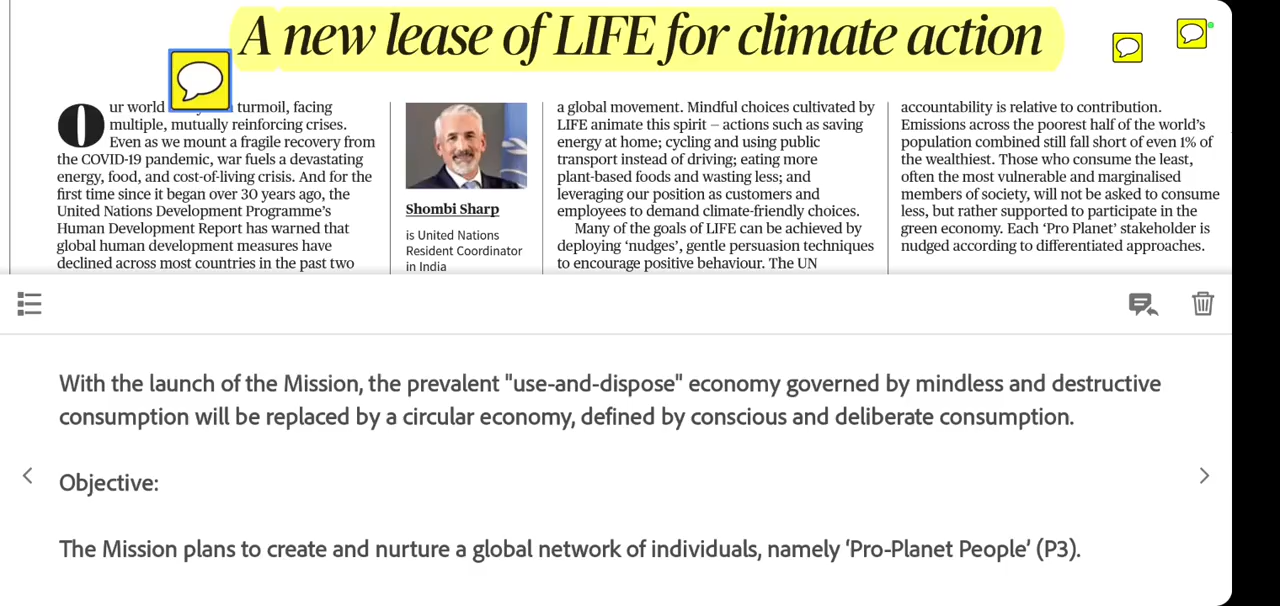 A new lease of LIFE for climate action
Our world turmoil, facing
multiple, mutually reinforcing crises.
Even as we mount a fragile recovery from
the COVID-19 pandemic, war fuels a devastating
energy, food, and cost-of-living crisis. And for the
first time since it began over 30 years ago, the
United Nations Development Programme's
Human Development Report has warned that
global human development measures have
declined across most countries in the past two
Shombi Sharp
is United Nations
Resident Coordinator
in India
a global movement. Mindful choices cultivated by
LIFE animate this spirit – actions such as saving
energy at home; cycling and using public
transport instead of driving; eating more
plant-based foods and wasting less; and
leveraging our position as customers and
employees to demand climate-friendly choices.
Many of the goals of LIFE can be achieved by
deploying 'nudges', gentle persuasion techniques
to encourage positive behaviour. The UN
accountability is relative to contribution.
Emissions across the poorest half of the world's
population combined still fall short of even 1% of
the wealthiest. Those who consume the least,
often the most vulnerable and marginalised
members of society, will not be asked to consume
less, but rather supported to participate in the
green economy. Each 'Pro Planet' stakeholder is
nudged according to differentiated approaches.
With the launch of the Mission, the prevalent "use-and-dispose" economy governed by mindless and destructive
consumption will be replaced by a circular economy, defined by conscious and deliberate consumption.
Objective:
The Mission plans to create and nurture a global network of individuals, namely 'Pro-Planet People' (P3).